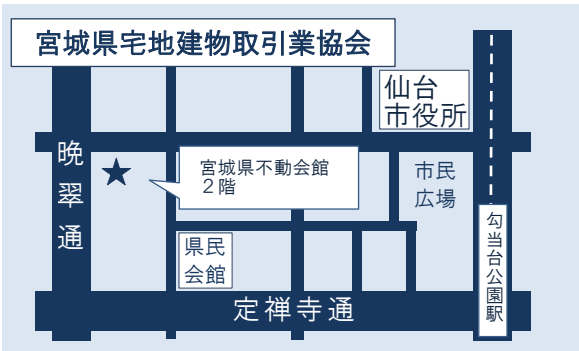 宮城県宅地建物取引業協会
仙台
市役所
晩翠通
宮城県不動会館
２階
市民
広場
県民
会館
勾当台公園駅
定禅寺通